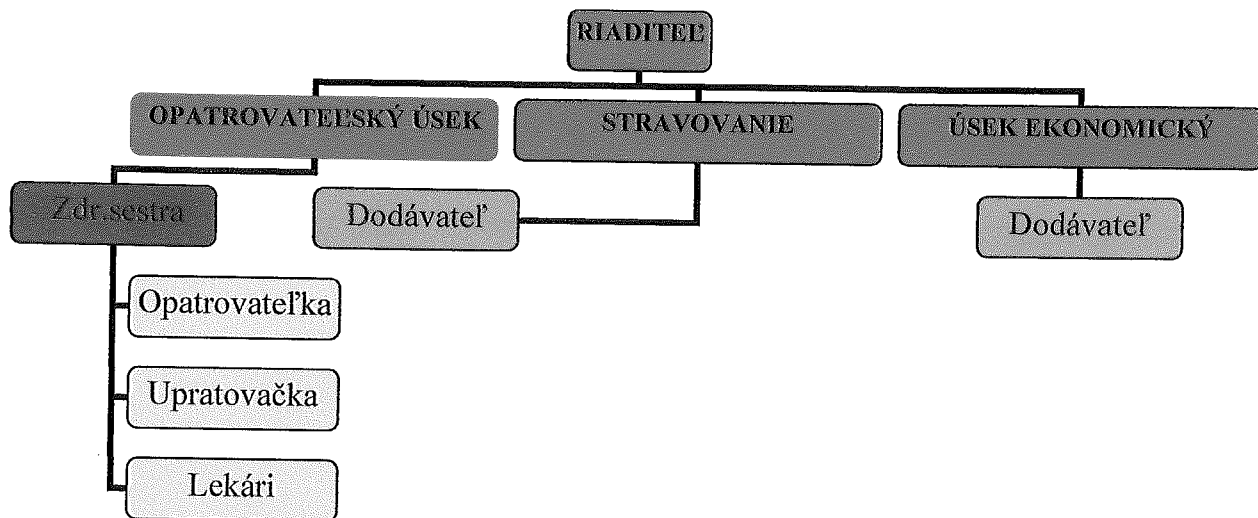 RIADITEĽ
OPATROVATEĽSKÝ ÚSEK
STRAVOVANIE
ÚSEK EKONOMICKÝ
Zdr.sestra
Dodávateľ
Dodávateľ
Opatrovateľka
Upratovačka
Lekári